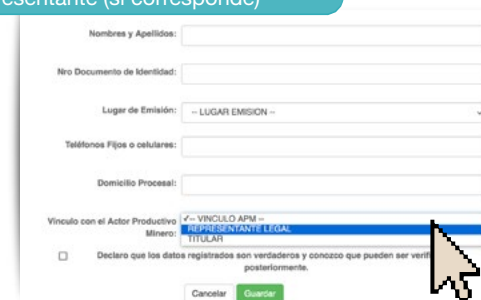 esentante (si corresponde)
Nombres y Apellidos:
Nro Documento de Identidad:
Lugar de Emisión: -- LUGAR EMISION --
Teléfonos Fijos o celulares:
Domicilio Procesal:
Vinculo con el Actor Productivo Minero:
✓-- VINCULO APM --
REPRESENTANTE LEGAL
TITULAR
Declaro que los datos registrados son verdaderos y conozco que pueden ser verifi
posteriormente.
Cancelar Guardar